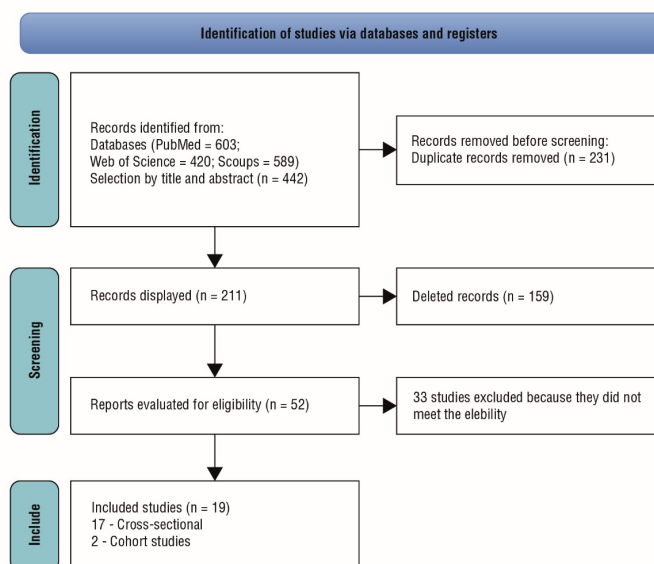 Identification of studies via databases and registers
Identification
Records identified from:
Databases (PubMed = 603;
Web of Science = 420; Scoups = 589)
Selection by title and abstract (n = 442)
Records removed before screening:
Duplicate records removed (n = 231)
Screening
Records displayed (n = 211)
Deleted records (n = 159)
Reports evaluated for eligibility (n = 52)
33 studies excluded because they did not
meet the elebility
Include
Included studies (n = 19)
17 - Cross-sectional
2 - Cohort studies